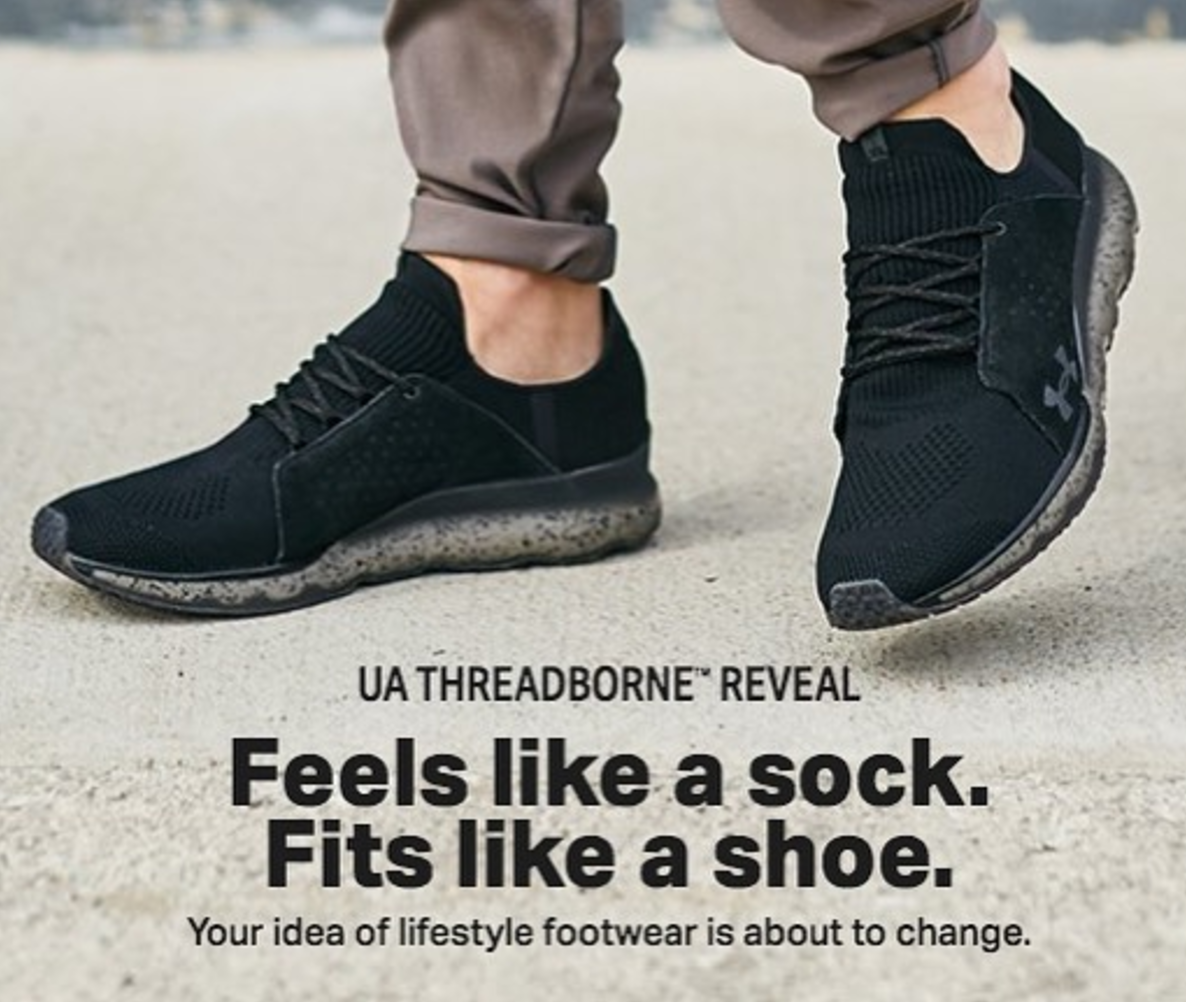 UA THREADBORNE™ REVEAL
Feels like a sock.
Fits like a shoe.
Your idea of lifestyle footwear is about to change.